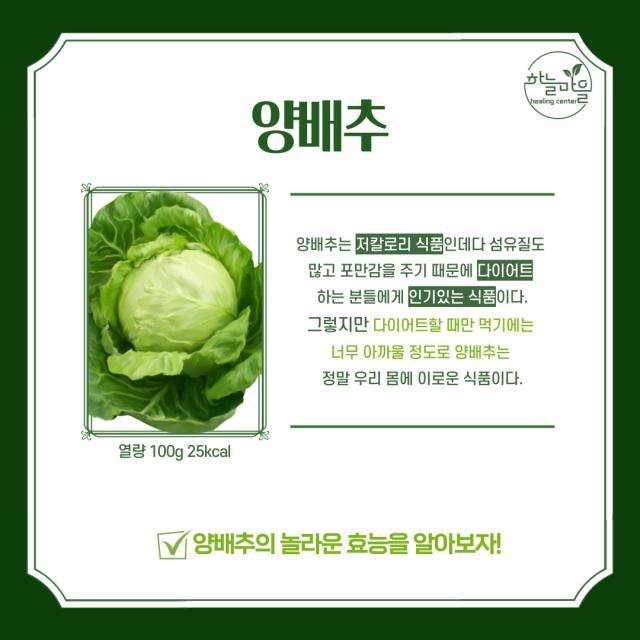 하늘마을
healing center
양배추
양배추는 저칼로리 식품인데다 섬유질도
많고 포만감을 주기 때문에 다이어트
하는 분들에게 인기있는 식품이다.
그렇지만 다이어트할 때만 먹기에는
너무 아까울 정도로 양배추는
정말 우리 몸에 이로운 식품이다.
열량 100g 25kcal
양배추의 놀라운 효능을 알아보자!